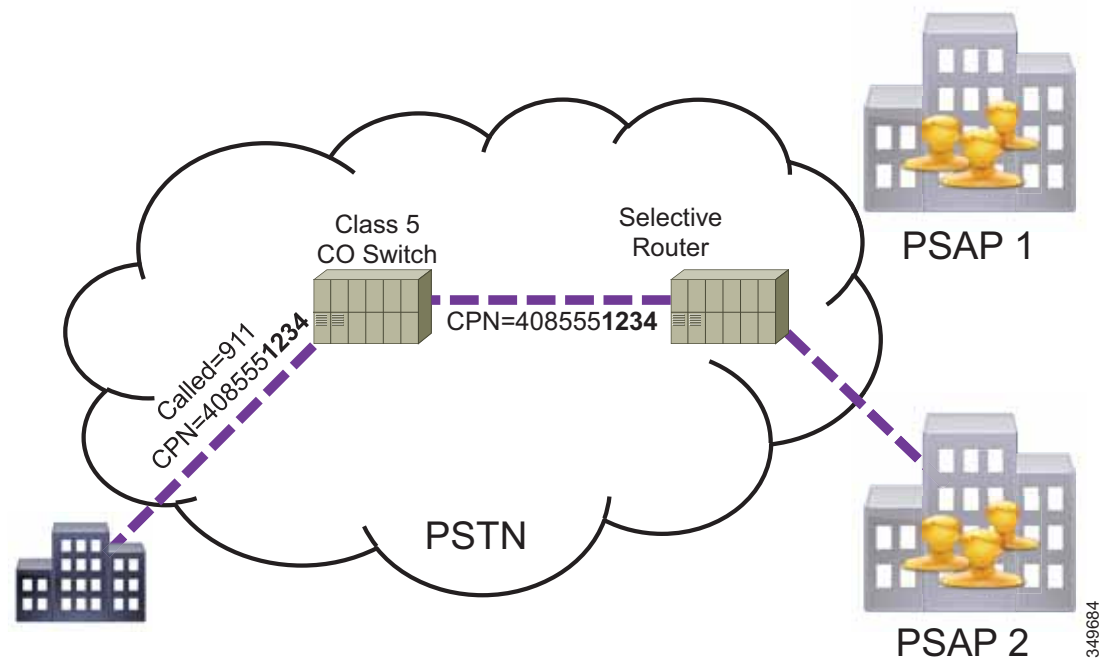 Class 5
CO Switch
Selective
Router
PSAP 1
CPN=4085551234
Called=911
CPN=4085551234
PSTN
PSAP 2
349684